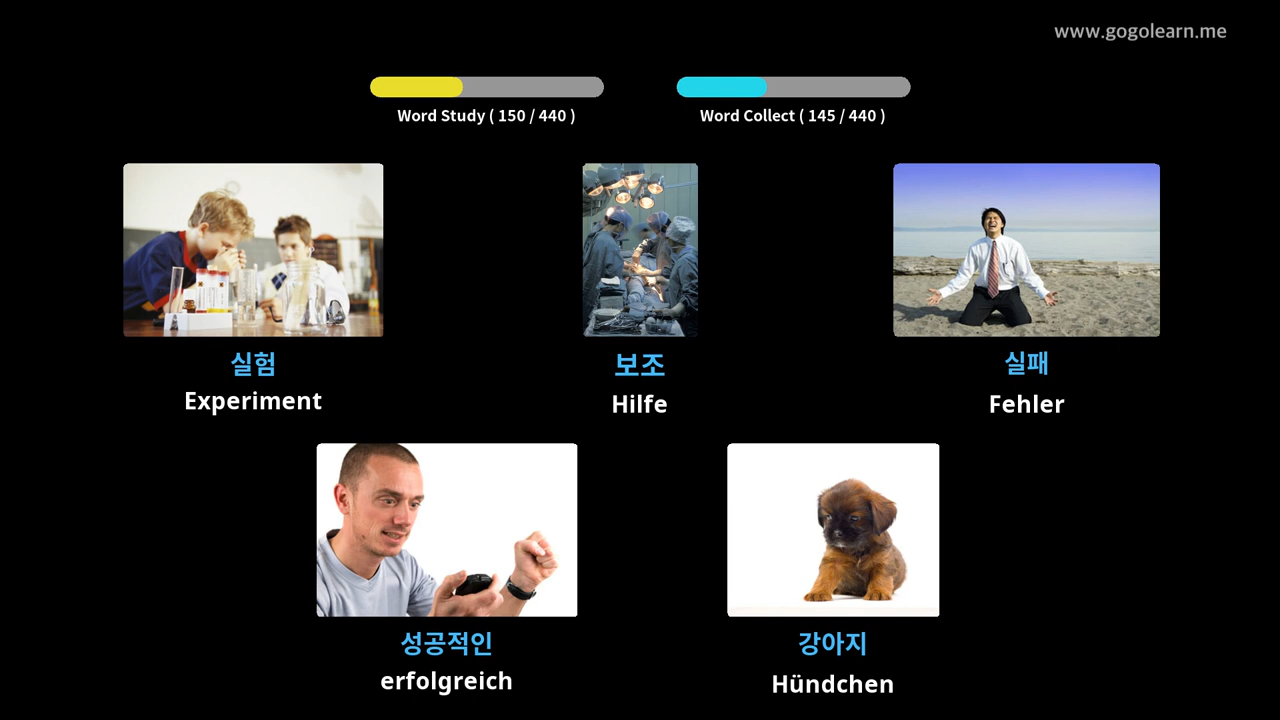 www.gogolearn.me
Word Study ( 150 / 440 )
Word Collect ( 145 / 440 )
실험
Experiment
보조
Hilfe
실패
Fehler
성공적인
erfolgreich
강아지
Hündchen